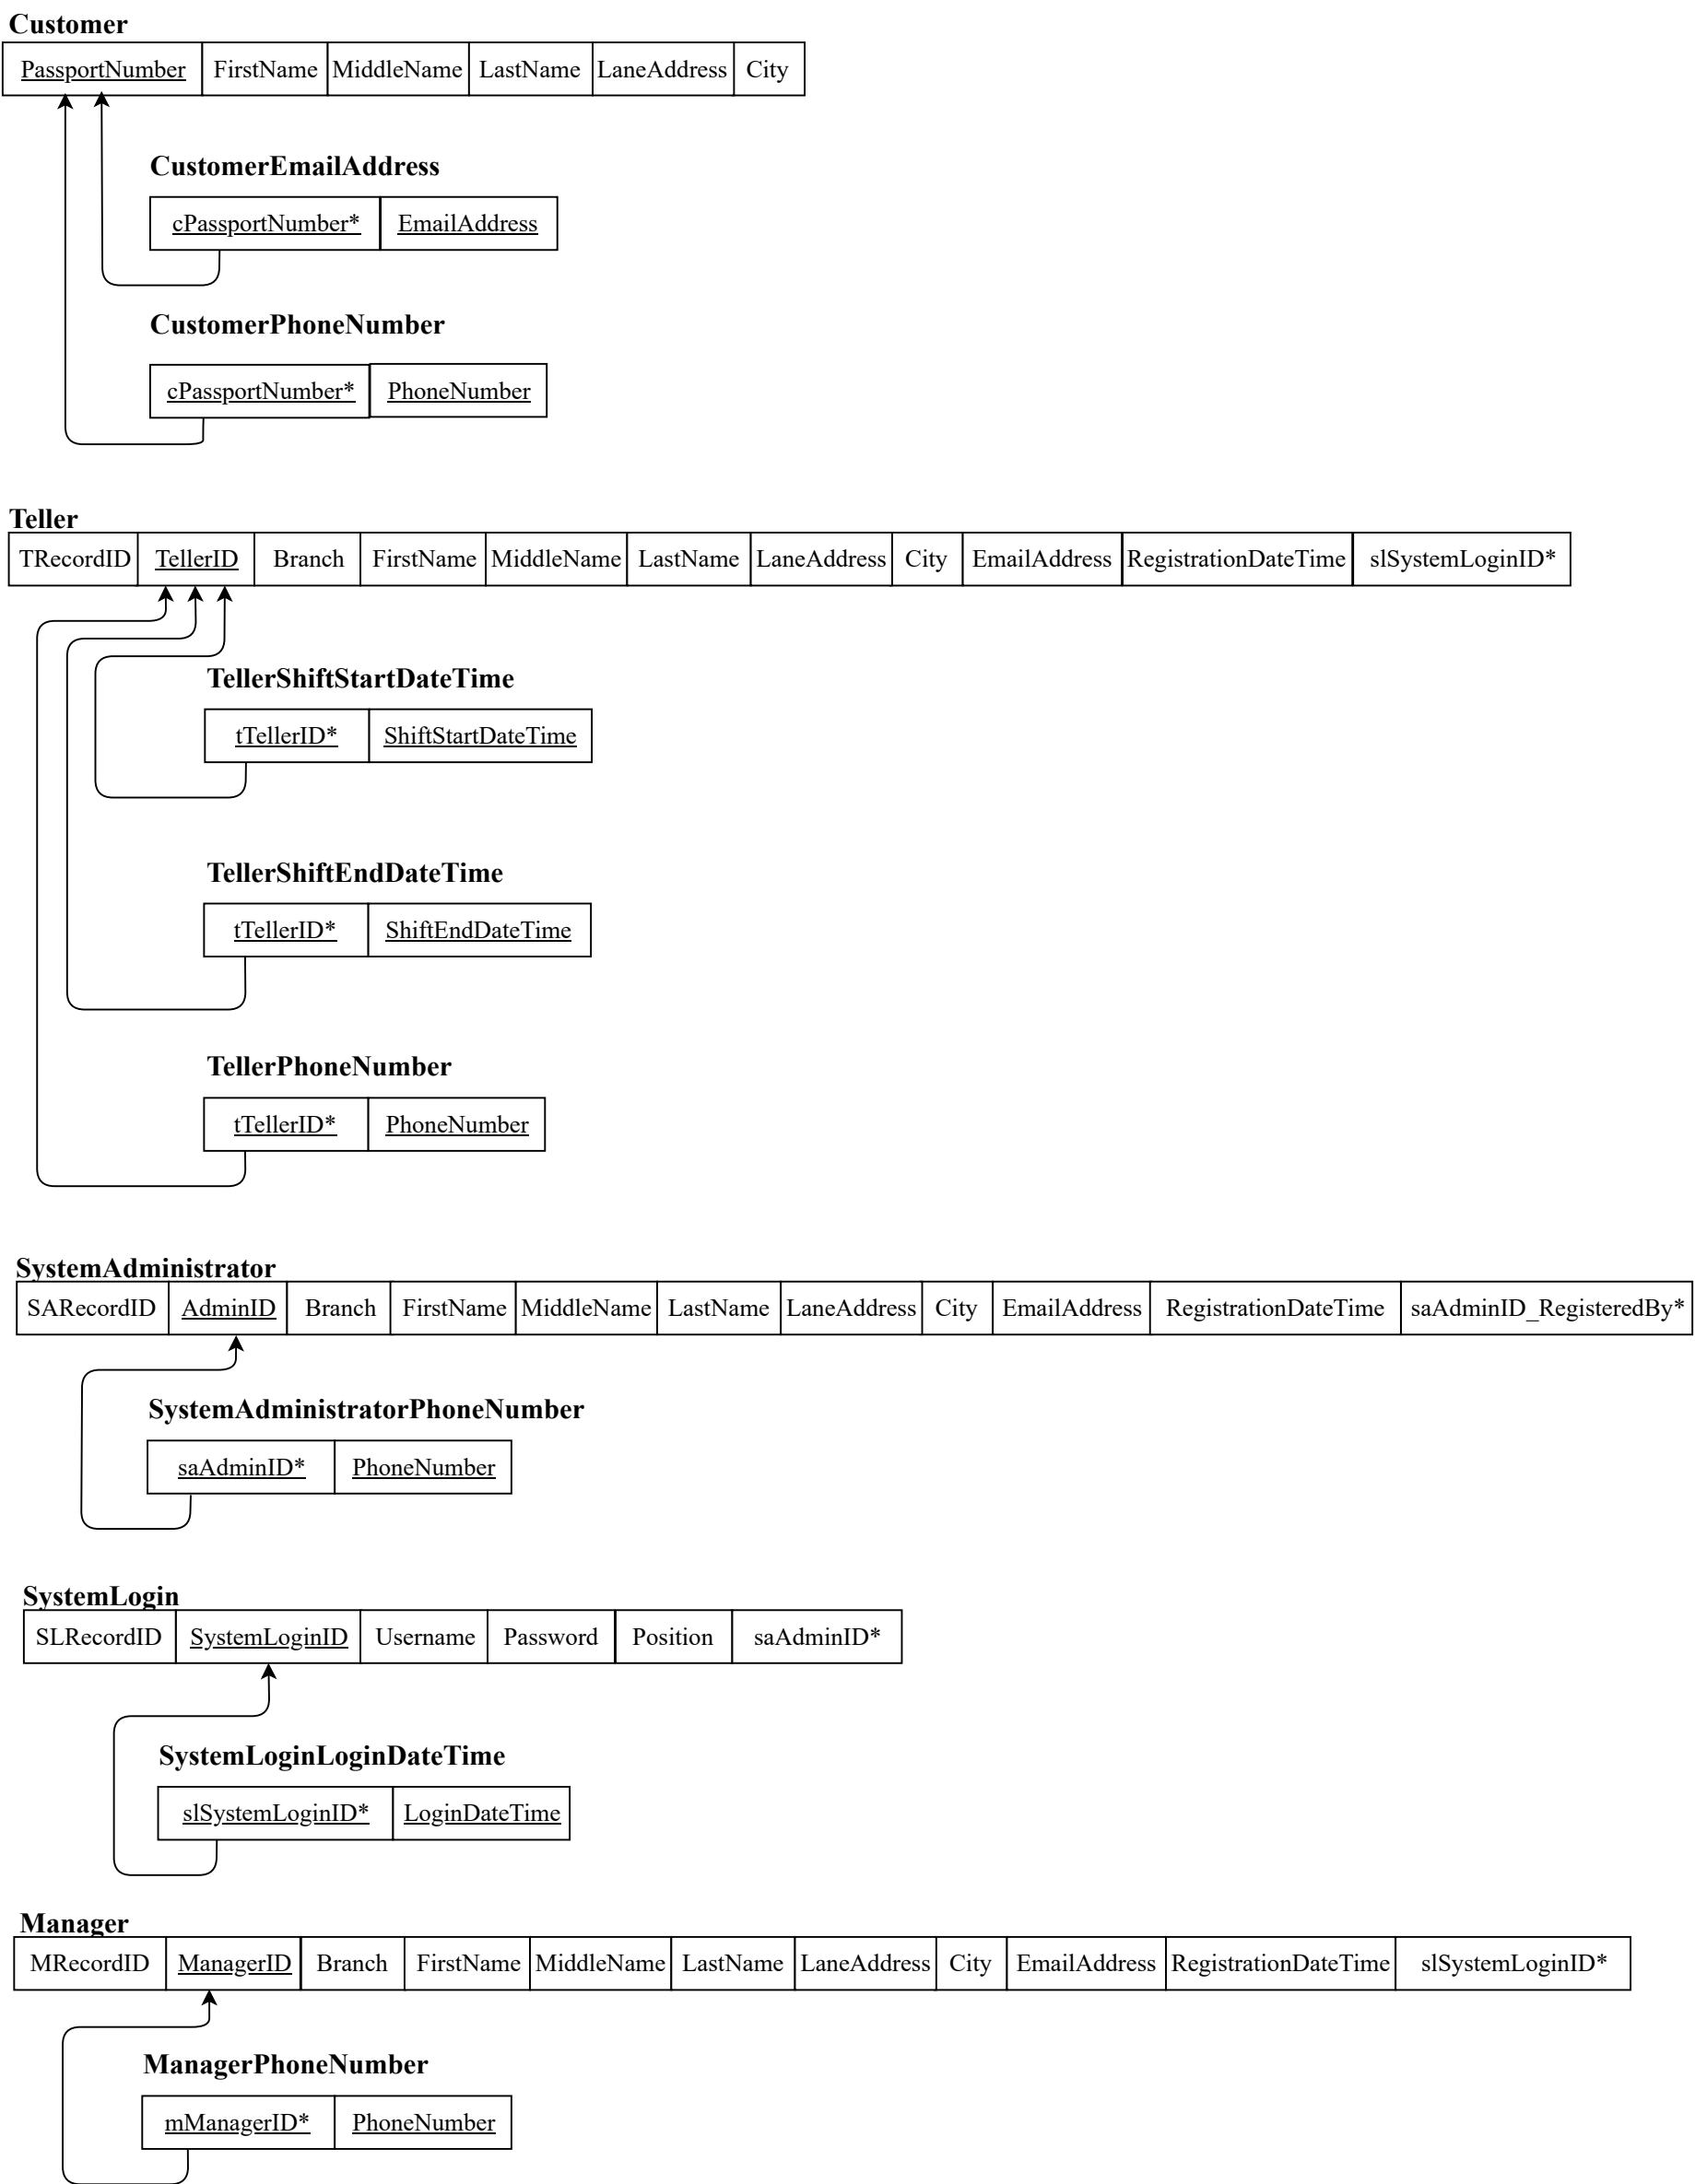 Customer
PassportNumber FirstName MiddleName LastName LaneAddress City
CustomerEmailAddress
cPassportNumber* EmailAddress
CustomerPhoneNumber
cPassportNumber* PhoneNumber
Teller
TRecordID TellerID Branch FirstName MiddleName LastName LaneAddress City EmailAddress RegistrationDateTime slSystemLoginID*
TellerShiftStartDateTime
tTellerID* ShiftStartDateTime
TellerShiftEndDateTime
tTellerID* ShiftEndDateTime
TellerPhoneNumber
tTellerID* PhoneNumber
SystemAdministrator
SARecordID AdminID Branch FirstName MiddleName LastName LaneAddress City EmailAddress RegistrationDateTime saAdminID_RegisteredBy*
SystemAdministratorPhoneNumber
saAdminID* PhoneNumber
SystemLogin
SLRecordID SystemLoginID Username Password Position saAdminID*
SystemLoginLoginDateTime
slSystemLoginID* LoginDateTime
Manager
MRecordID ManagerID Branch FirstName MiddleName LastName LaneAddress City EmailAddress RegistrationDateTime slSystemLoginID*
ManagerPhoneNumber
mManagerID* PhoneNumber